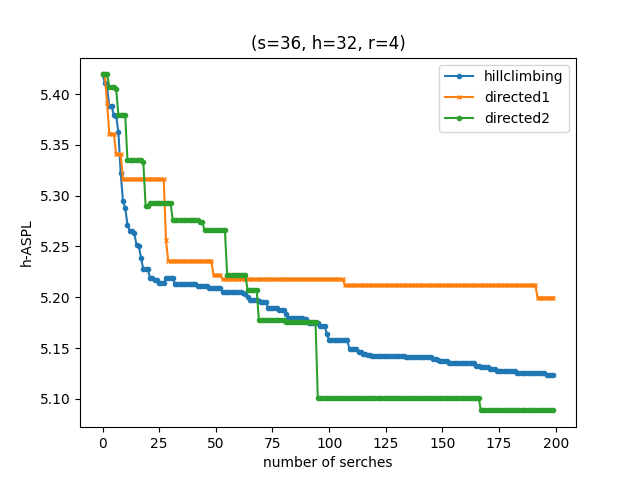 (s=36, h=32, r=4)
hillclimbing
directed1
directed2
h-ASPL
5.40
5.35
5.30
5.25
5.20
5.15
5.10
0 25 50 75 100 125 150 175 200
number of serches